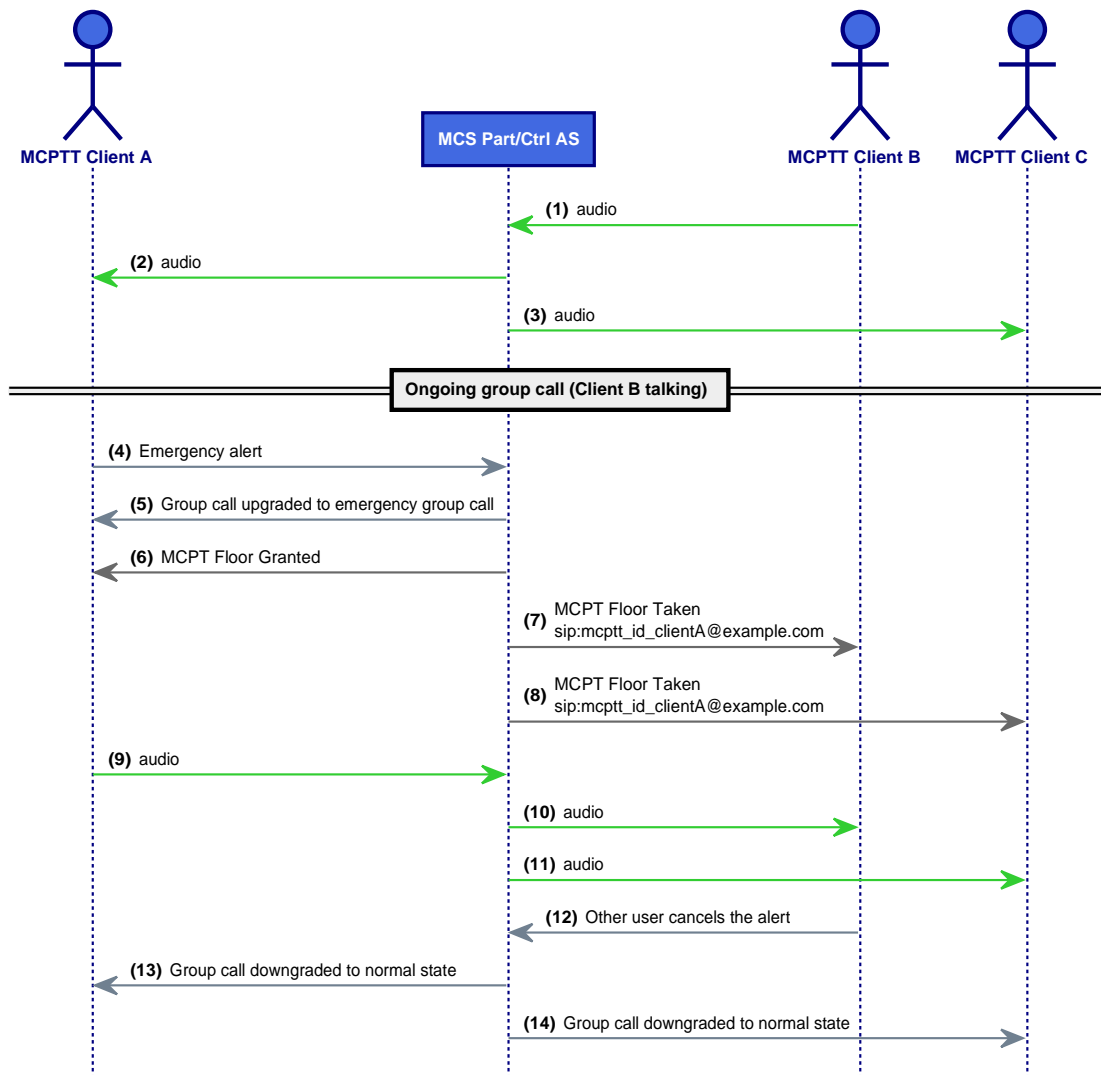 MCPTT Client A
MCS Part/Ctrl AS
MCPTT Client B
MCPTT Client C
(1) audio
(2) audio
(3) audio
Ongoing group call (Client B talking)
(4) Emergency alert
(5) Group call upgraded to emergency group call
(6) MCPT Floor Granted
(7) MCPT Floor Taken
sip:mcptt_id_clientA@example.com
(8) MCPT Floor Taken
sip:mcptt_id_clientA@example.com
(9) audio
(10) audio
(11) audio
(12) Other user cancels the alert
(13) Group call downgraded to normal state
(14) Group call downgraded to normal state